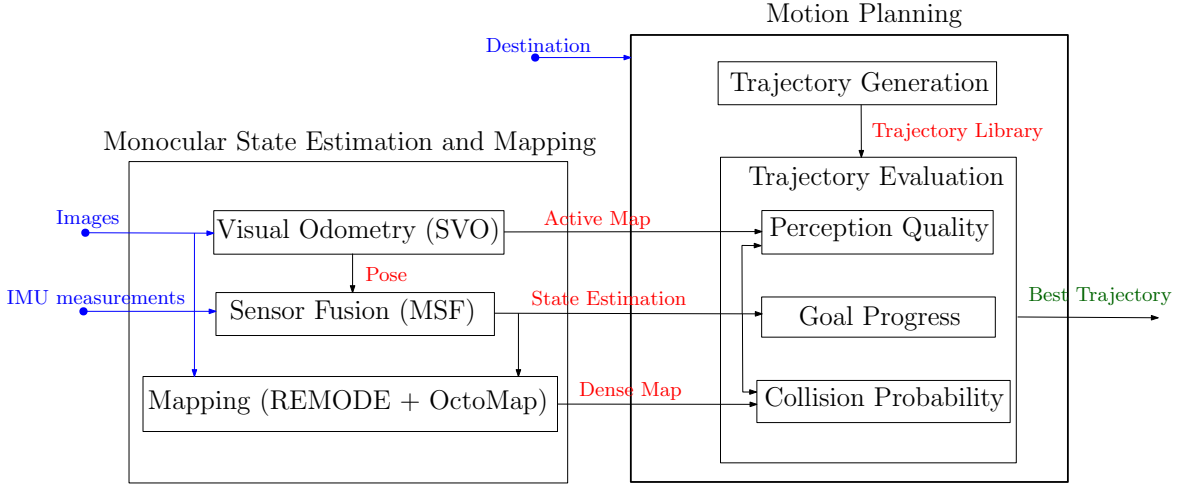 Motion Planning
Destination
Trajectory Generation
Trajectory Library
Monocular State Estimation and Mapping
Trajectory Evaluation
Images
Visual Odometry (SVO)
Active Map
Perception Quality
Pose
IMU measurements
Sensor Fusion (MSF)
State Estimation
Goal Progress
Best Trajectory
Mapping (REMODE + OctoMap)
Dense Map
Collision Probability